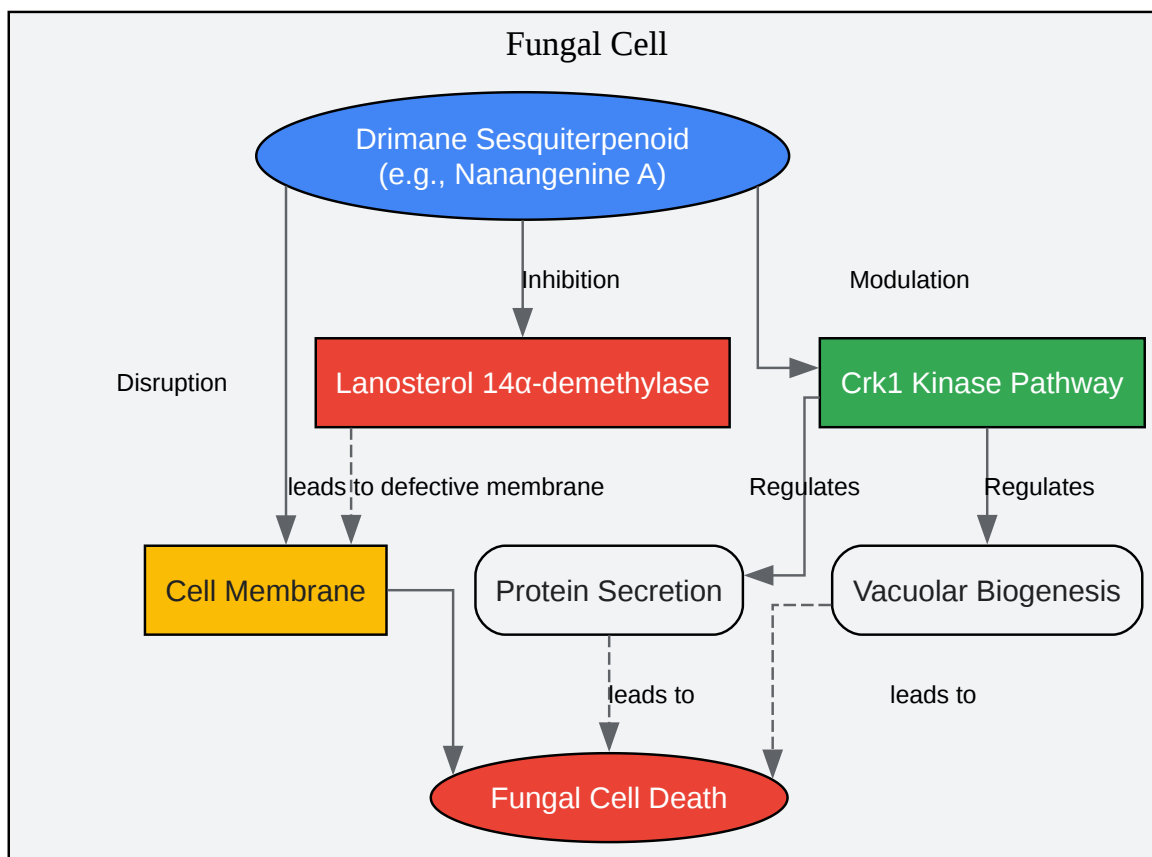 Fungal Cell
Drimane Sesquiterpenoid
(e.g., Nanangenine A)
Inhibition
Modulation
Disruption
Lanosterol 14α-demethylase
Crk1 Kinase Pathway
leads to defective membrane
Regulates
Regulates
Cell Membrane
Protein Secretion
Vacuolar Biogenesis
leads to
leads to
Fungal Cell Death